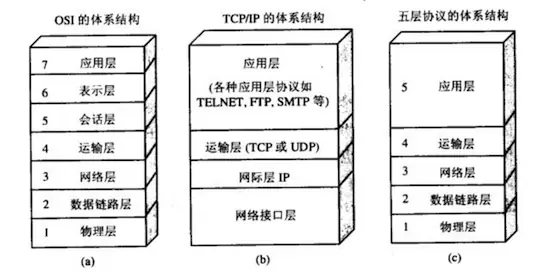 OSI 的体系结构
7 应用层
6 表示层
5 会话层
4 运输层
3 网络层
2 数据链路层
1 物理层
(a)
TCP/IP 的体系结构
应用层
(各种应用层协议如
TELNET, FTP, SMTP 等)
运输层 (TCP 或 UDP)
网际层 IP
网络接口层
(b)
五层协议的体系结构
5 应用层
4 运输层
3 网络层
2 数据链路层
1 物理层
(c)